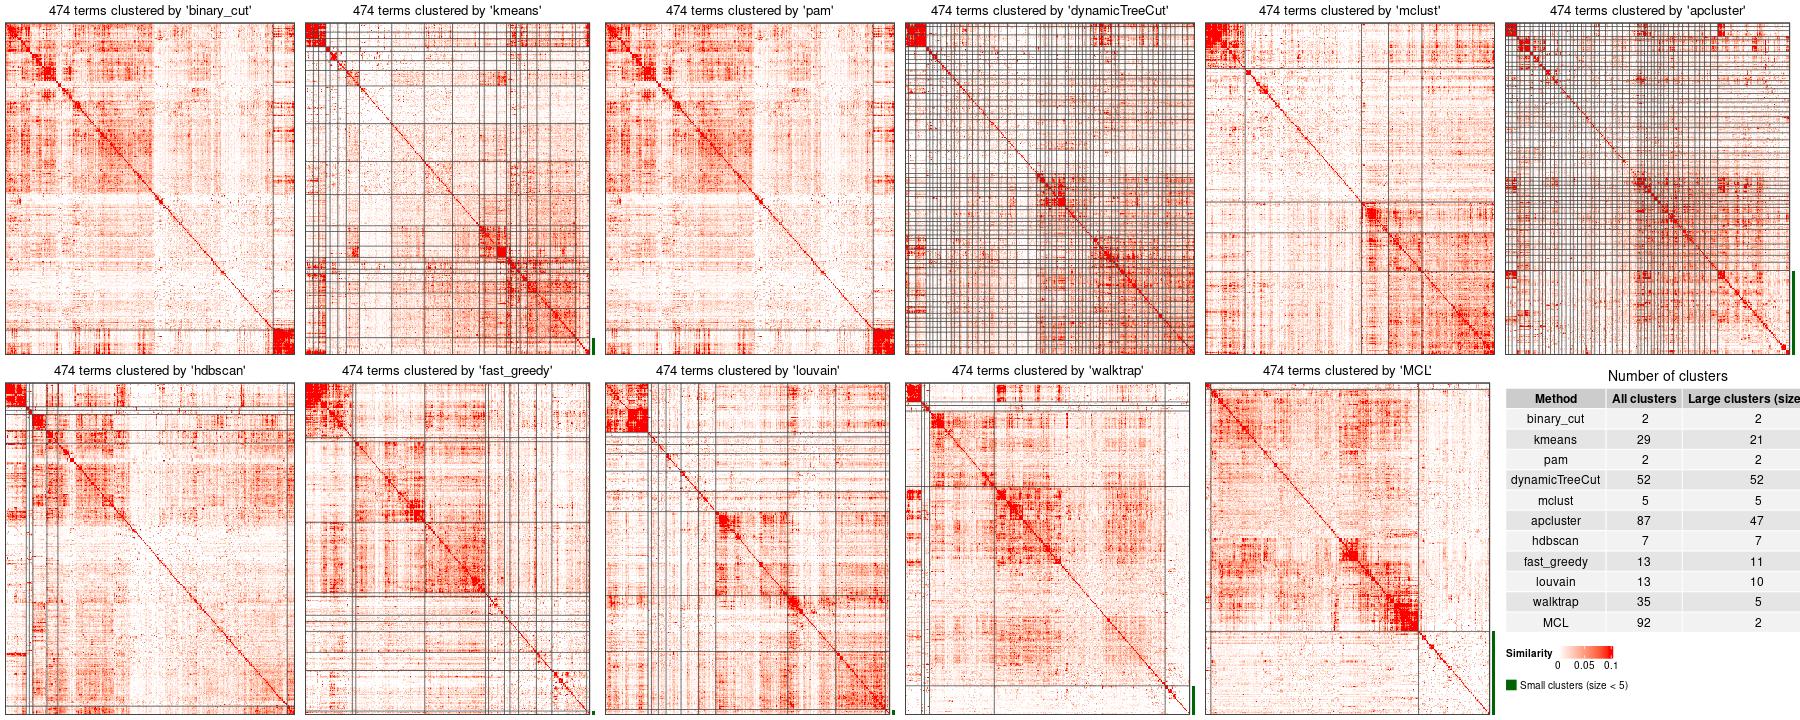 474 terms clustered by 'binary_cut'
474 terms clustered by 'kmeans'
474 terms clustered by 'pam'
474 terms clustered by 'dynamicTreeCut'
474 terms clustered by 'mclust'
474 terms clustered by 'apcluster'
474 terms clustered by 'hdbscan'
474 terms clustered by 'fast_greedy'
474 terms clustered by 'louvain'
474 terms clustered by 'walktrap'
474 terms clustered by 'MCL'
Number of clusters
Method All clusters Large clusters (size
binary_cut 2 2
kmeans 29 21
pam 2 2
dynamicTreeCut 52 52
mclust 5 5
apcluster 87 47
hdbscan 7 7
fast_greedy 13 11
louvain 13 10
walktrap 35 5
MCL 92 2
Similarity
0 0.05 0.1
Small clusters (size < 5)